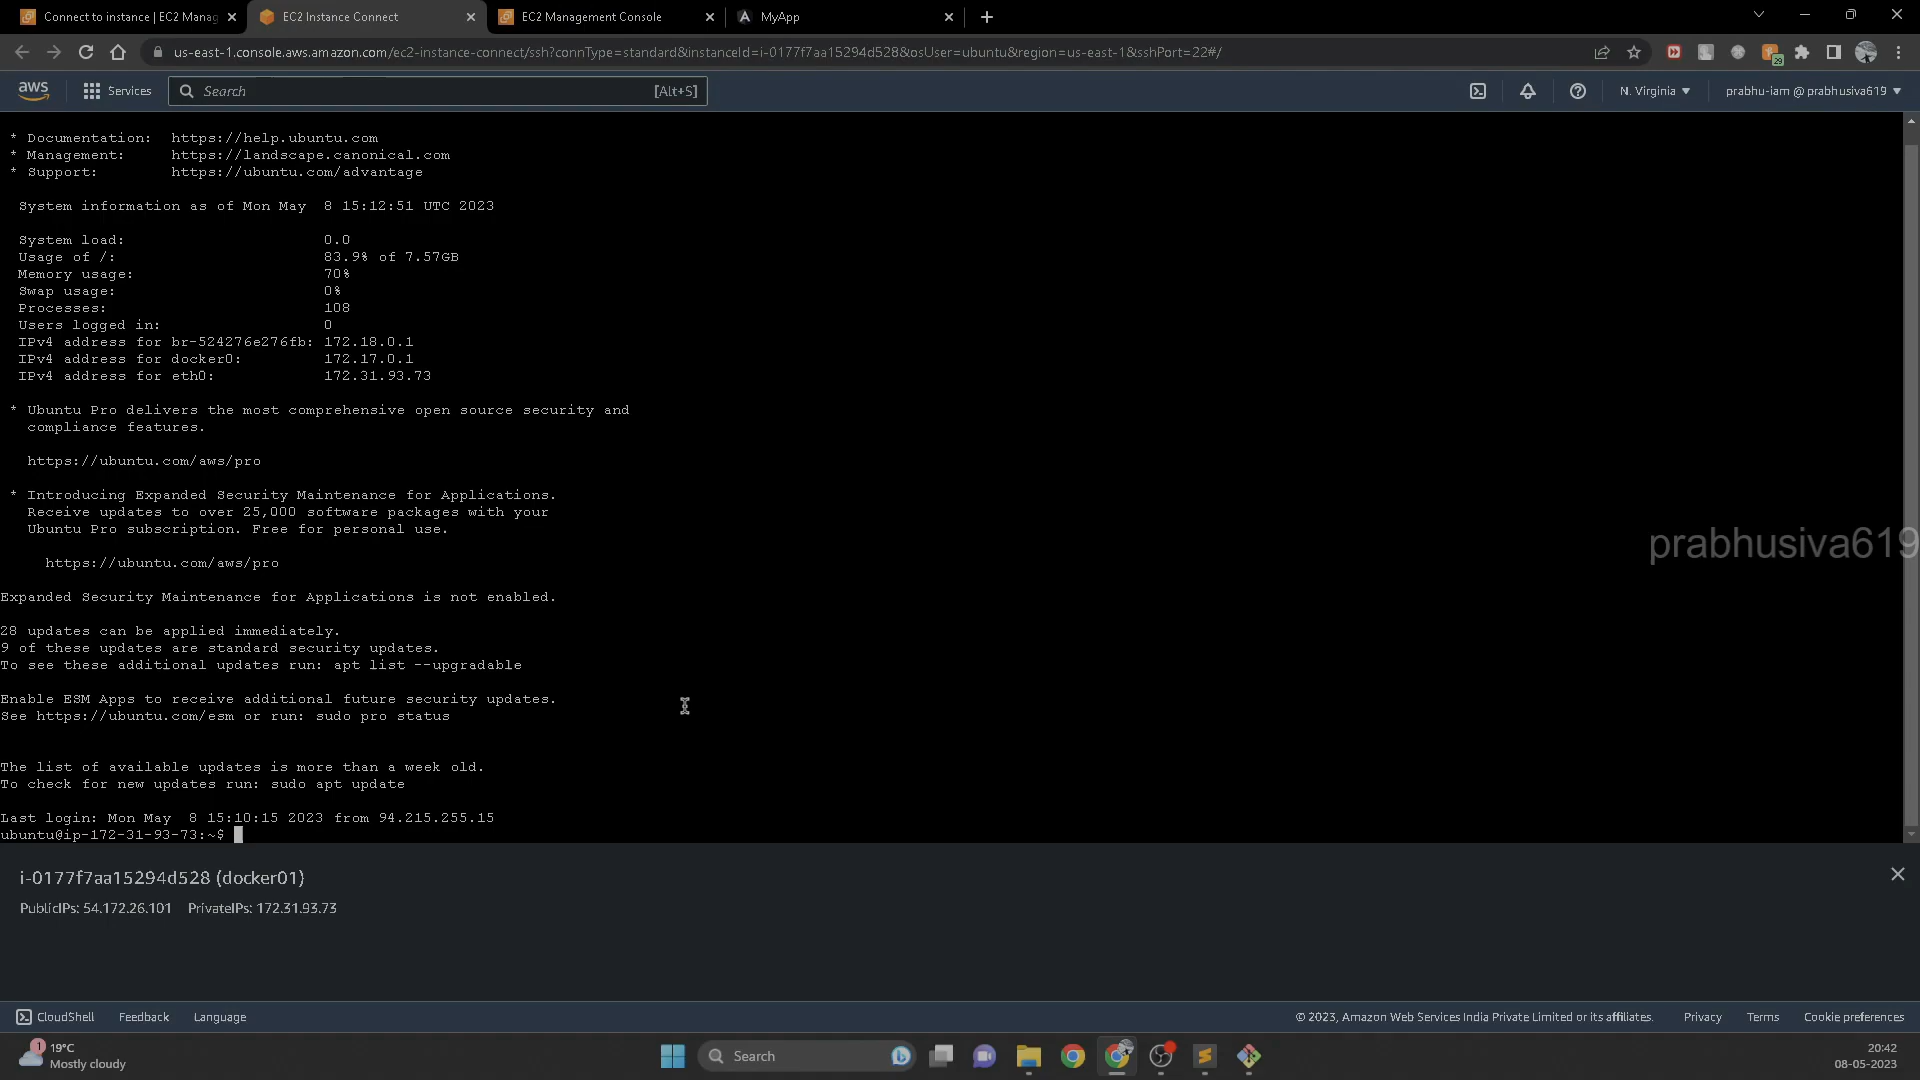 Connect to instance | EC2 Manag
EC2 Instance Connect
EC2 Management Console
MyApp
us-east-1.console.aws.amazon.com/ec2-instance-connect/ssh?connType=standard&instanceId=i-0177f7aa15294d528&osUser=ubuntu&region=us-east-1&sshPort=22#/
29
aws
Services
Search
[Alt+S]
N. Virginia
prabhu-iam @ prabhusiva619
* Documentation: https://help.ubuntu.com
* Management: https://landscape.canonical.com
* Support: https://ubuntu.com/advantage
System information as of Mon May 8 15:12:51 UTC 2023
System load: 0.0
Usage of /: 83.9% of 7.57GB
Memory usage: 70%
Swap usage: 0%
Processes: 108
Users logged in: 0
IPv4 address for br-524276e276fb: 172.18.0.1
IPv4 address for docker0: 172.17.0.1
IPv4 address for eth0: 172.31.93.73
* Ubuntu Pro delivers the most comprehensive open source security and
compliance features.
https://ubuntu.com/aws/pro
* Introducing Expanded Security Maintenance for Applications.
Receive updates to over 25,000 software packages with your
Ubuntu Pro subscription. Free for personal use.
https://ubuntu.com/aws/pro
prabhusiva619
Expanded Security Maintenance for Applications is not enabled.
28 updates can be applied immediately.
9 of these updates are standard security updates.
To see these additional updates run: apt list --upgradable
Enable ESM Apps to receive additional future security updates.
See https://ubuntu.com/esm or run: sudo pro status
The list of available updates is more than a week old.
To check for new updates run: sudo apt update
Last login: Mon May 8 15:10:15 2023 from 94.215.255.15
ubuntu@ip-172-31-93-73:~$
i-0177f7aa15294d528 (docker01)
PublicIPs: 54.172.26.101 PrivateIPs: 172.31.93.73
CloudShell
Feedback
Language
© 2023, Amazon Web Services India Private Limited or its affiliates.
Privacy
Terms
Cookie preferences
1
19°C
Mostly cloudy
Search
20:42
08-05-2023